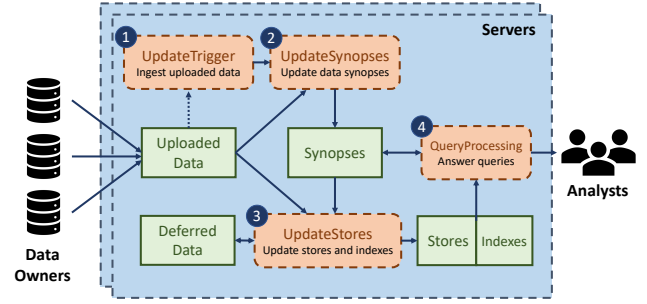 Servers
1
UpdateTrigger
Ingest uploaded data
2
UpdateSynopses
Update data synopses
Uploaded
Data
Synopses
4
QueryProcessing
Answer queries
Analysts
Data
Owners
Deferred
Data
3
UpdateStores
Update stores and indexes
Stores
Indexes